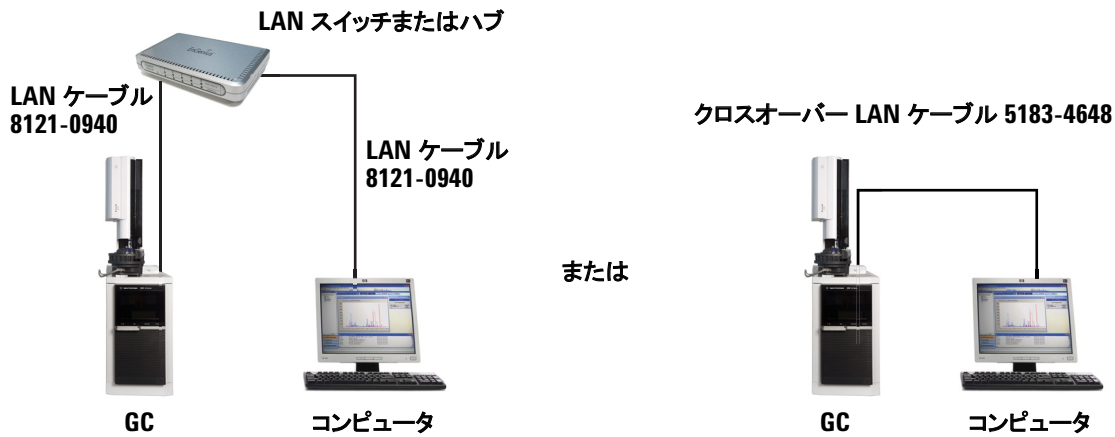 LAN スイッチまたはハブ
LAN ケーブル
8121-0940
LAN ケーブル
8121-0940
GC
コンピュータ
または
クロスオーバー LAN ケーブル 5183-4648
GC
コンピュータ